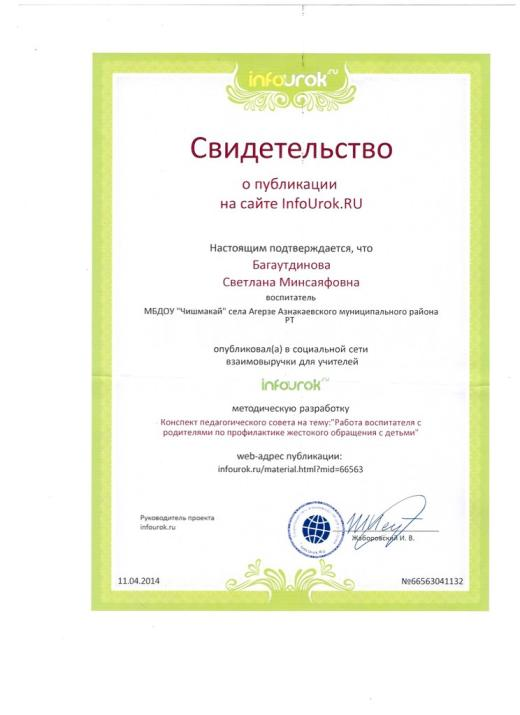 infourok ru
Свидетельство
о публикации
на сайте InfoUrok.RU
Настоящим подтверждается, что
Багаутдинова
Светлана Минсаяфовна
воспитатель
МБДОУ "Чишмакай" села Агерзе Азнакаевского муниципального района
РТ
опубликовал(а) в социальной сети
взаимовыручки для учителей
infourok ru
методическую разработку
Конспект педагогического совета на тему:"Работа воспитателя с
родителями по профилактике жестокого обращения с детьми"
web-адрес публикации:
infourok.ru/material.html?mid=66563
Руководитель проекта
infourok.ru
Жаборовский И. В.
11.04.2014
№66563041132